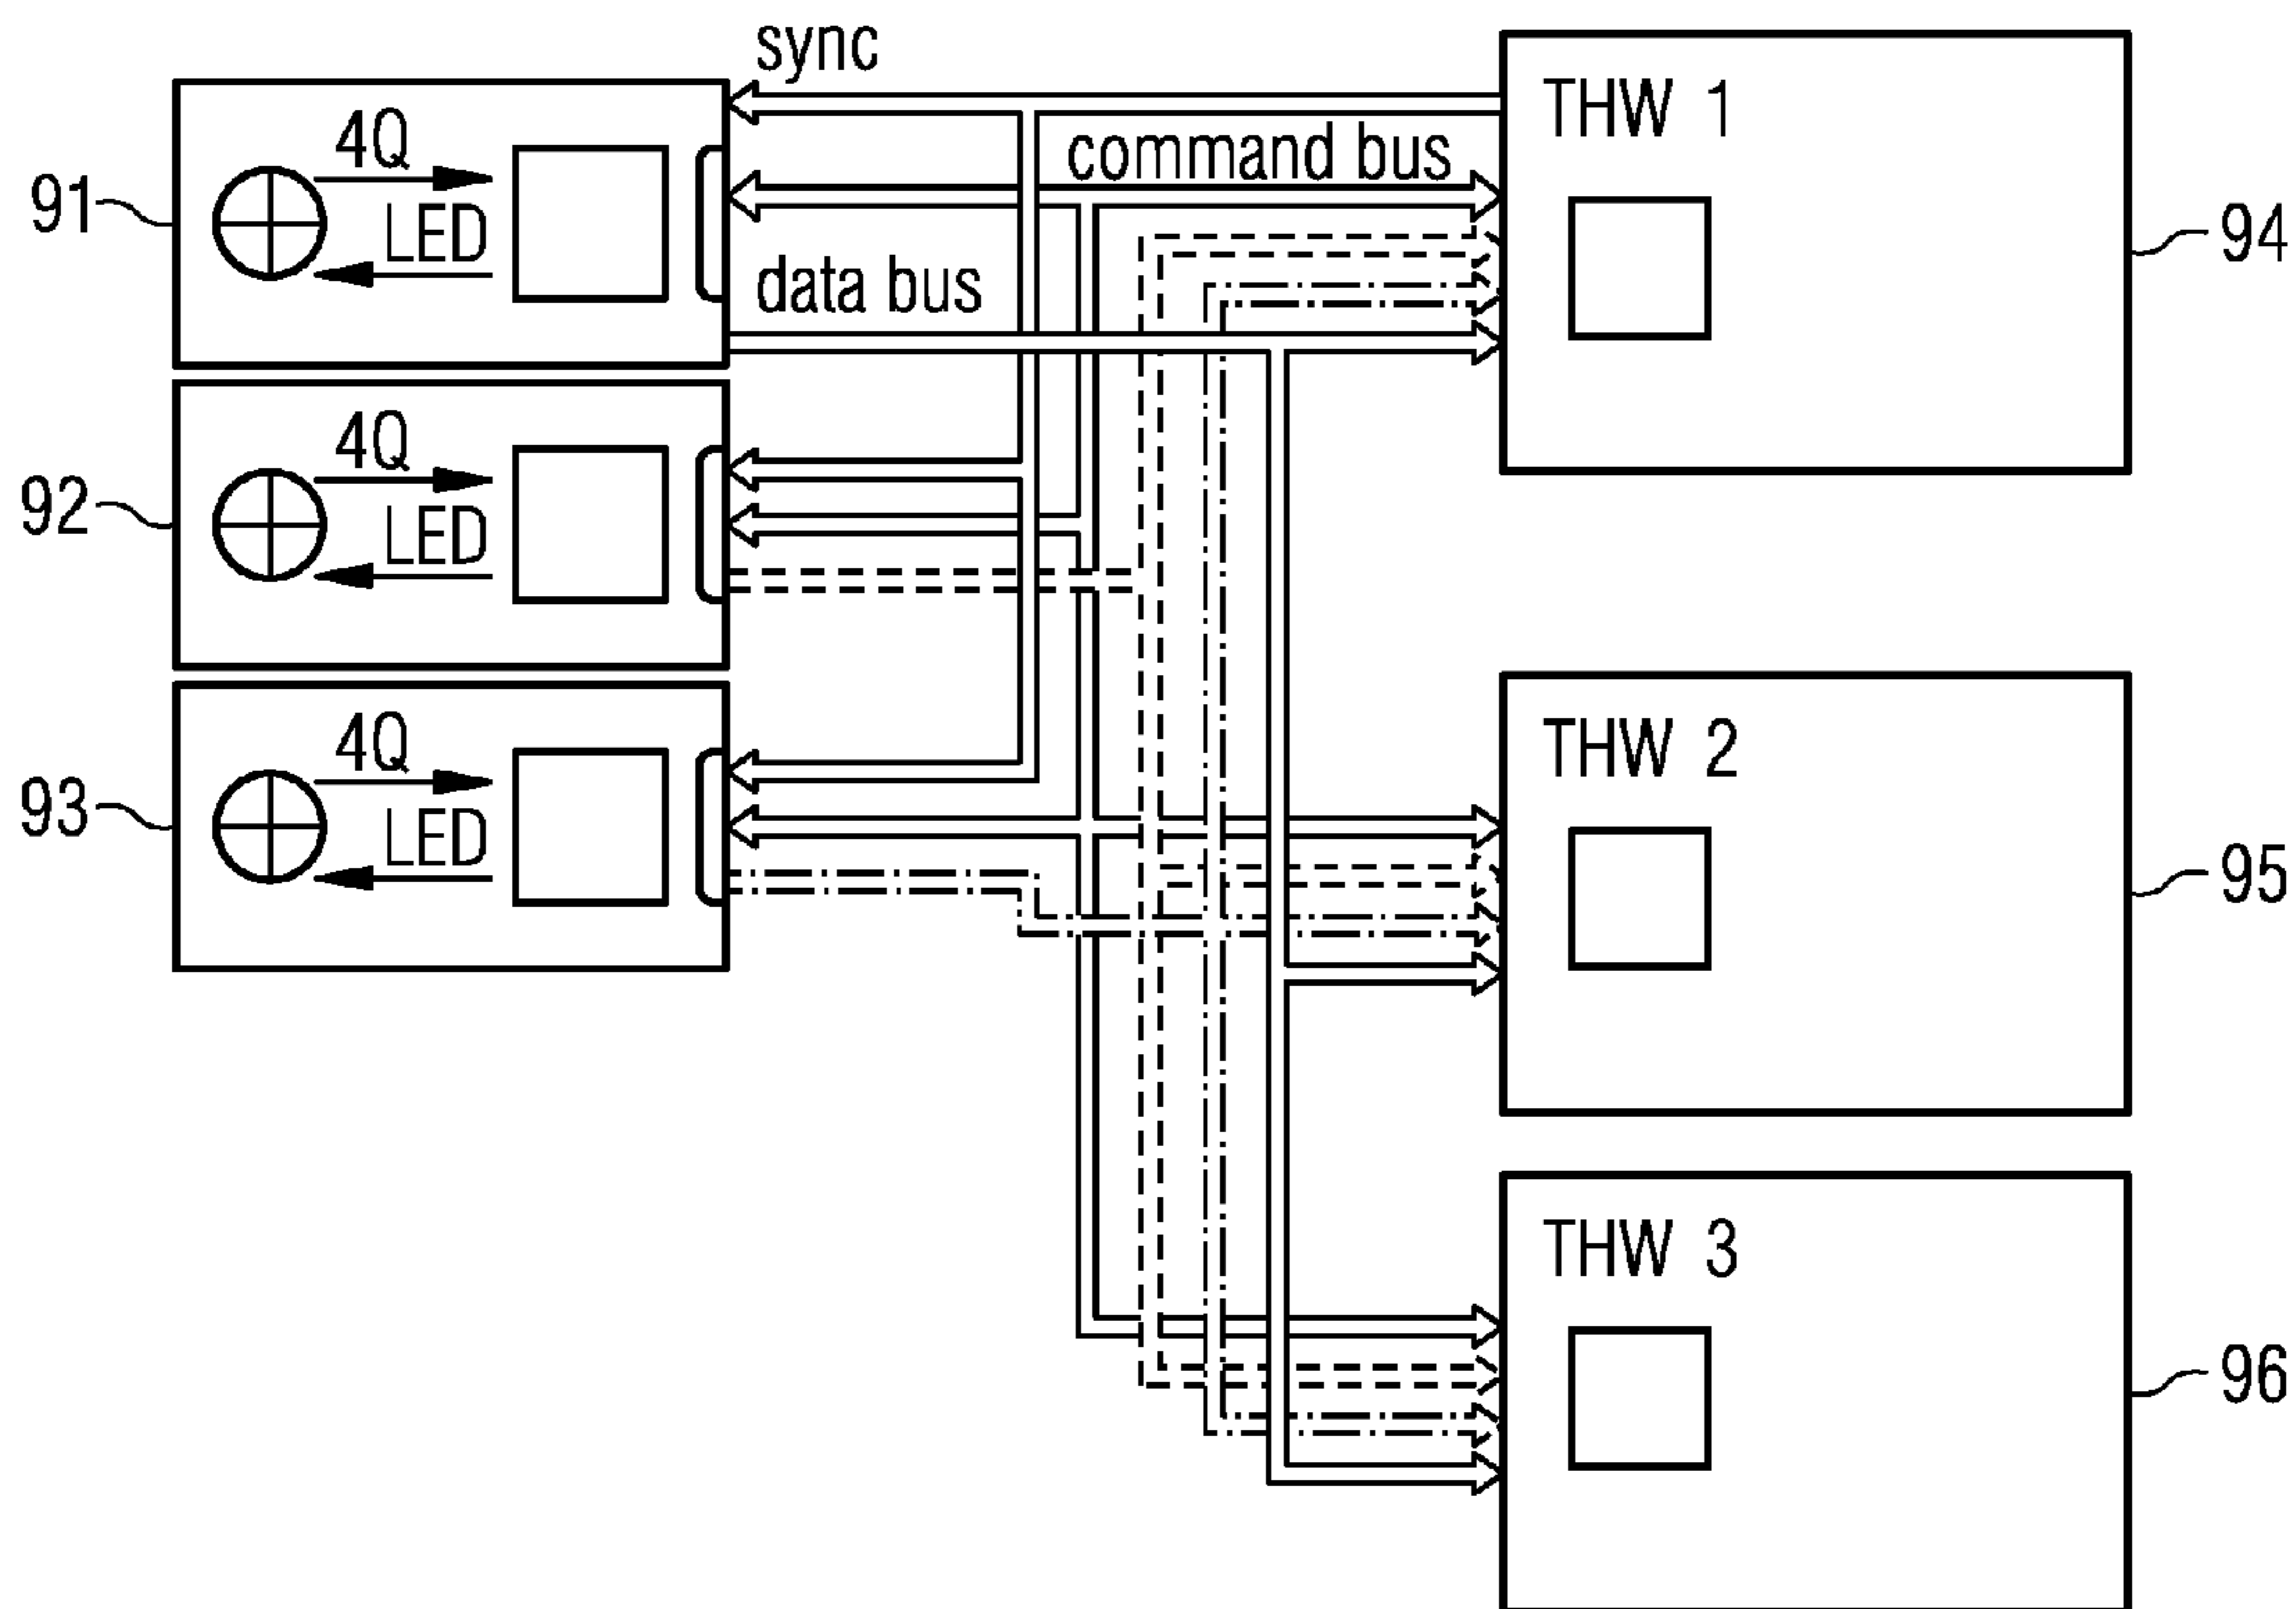 sync
THW 1
command bus
4Q
91
LED
94
data bus
4Q
92
LED
THW 2
4Q
93
LED
95
THW 3
96